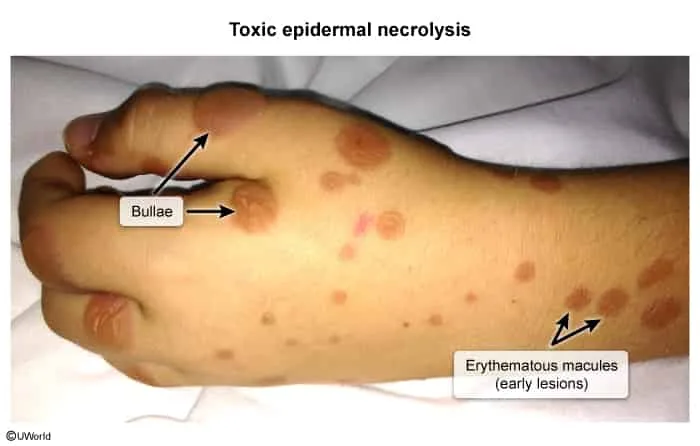 Toxic epidermal necrolysis
Bullae
Erythematous macules
(early lesions)
©UWorld